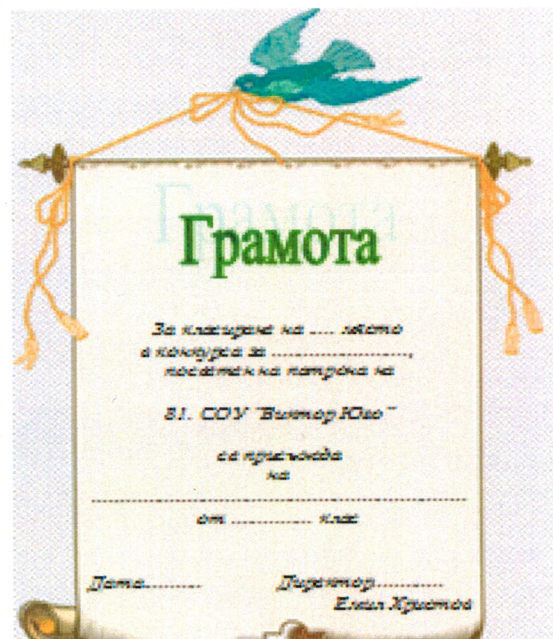 Грамота
За класиране на .... място
в конкурса за ......................,
посветен на патрона на
81. СОУ "Виктор Юго"
се присъжда
на
........................................................................
от ............. клас
Дата.......... Директор............
Емил Христов